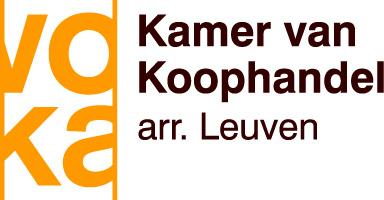 vo
ka
Kamer van
Koophandel
arr. Leuven